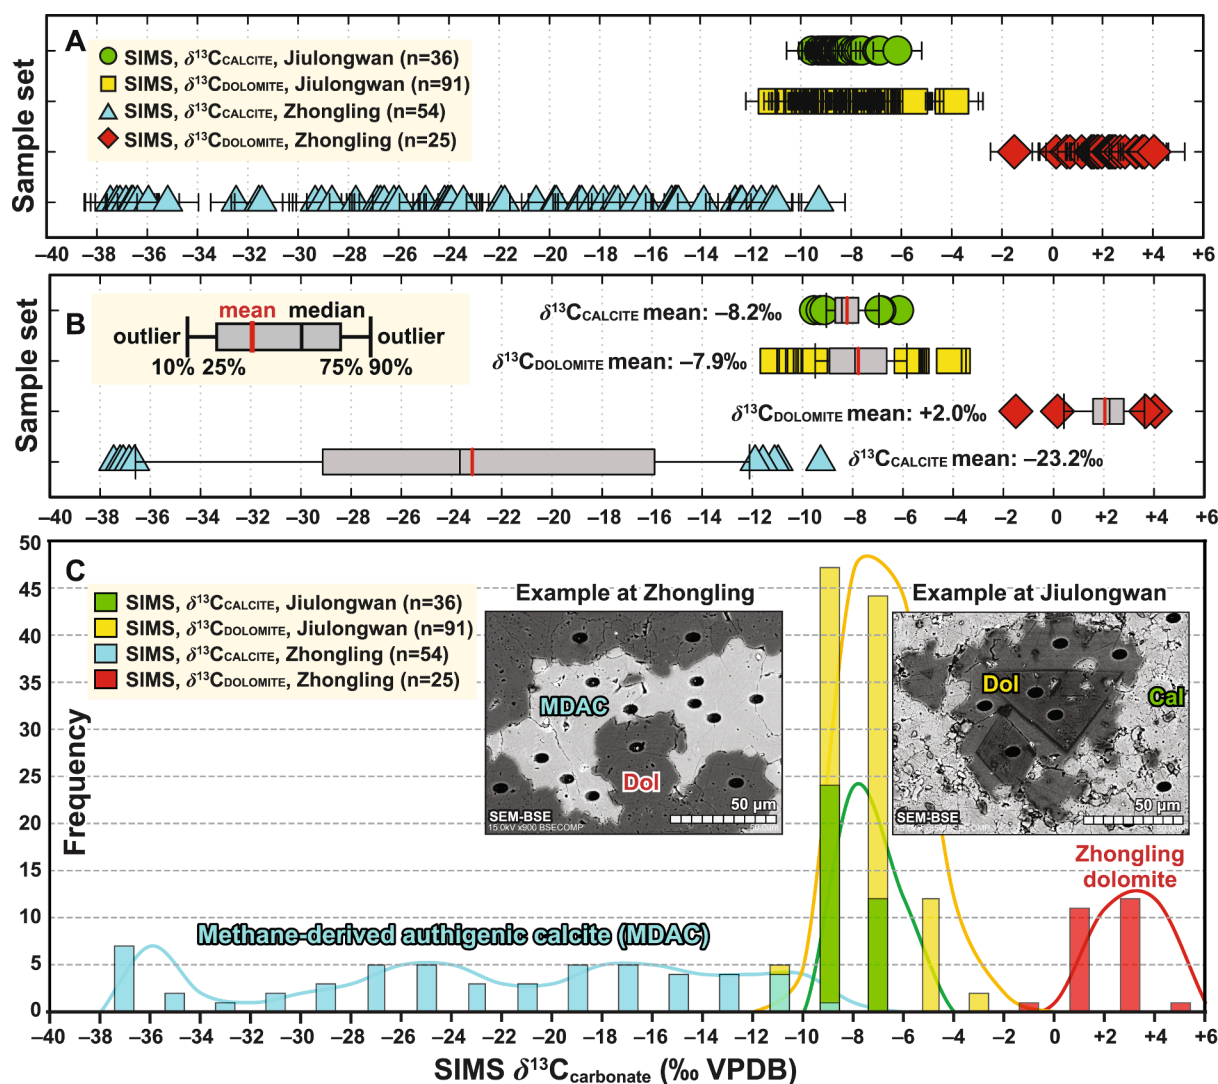 A
SIMS, δ13CCALCITE, Jiulongwan (n=36)
SIMS, δ13CDOLOMITE, Jiulongwan (n=91)
SIMS, δ13CCALCITE, Zhongling (n=54)
SIMS, δ13CDOLOMITE, Zhongling (n=25)
Sample set
–40 –38 –36 –34 –32 –30 –28 –26 –24 –22 –20 –18 –16 –14 –12 –10 –8 –6 –4 –2 0 +2 +4 +6
B
mean median
outlier outlier
10% 25% 75% 90%
δ13CCALCITE mean: –8.2‰
δ13CDOLOMITE mean: –7.9‰
δ13CDOLOMITE mean: +2.0‰
δ13CCALCITE mean: –23.2‰
Sample set
–40 –38 –36 –34 –32 –30 –28 –26 –24 –22 –20 –18 –16 –14 –12 –10 –8 –6 –4 –2 0 +2 +4 +6
C
SIMS, δ13CCALCITE, Jiulongwan (n=36)
SIMS, δ13CDOLOMITE, Jiulongwan (n=91)
SIMS, δ13CCALCITE, Zhongling (n=54)
SIMS, δ13CDOLOMITE, Zhongling (n=25)
Example at Zhongling
MDAC
Dol
50 µm
SEM-BSE
15.0kV x900 BSECOMP
Example at Jiulongwan
Dol
Cal
50 µm
SEM-BSE
Zhongling
dolomite
Methane-derived authigenic calcite (MDAC)
Frequency
50
45
40
35
30
25
20
15
10
5
0
–40 –38 –36 –34 –32 –30 –28 –26 –24 –22 –20 –18 –16 –14 –12 –10 –8 –6 –4 –2 0 +2 +4 +6
SIMS δ13Ccarbonate (‰ VPDB)